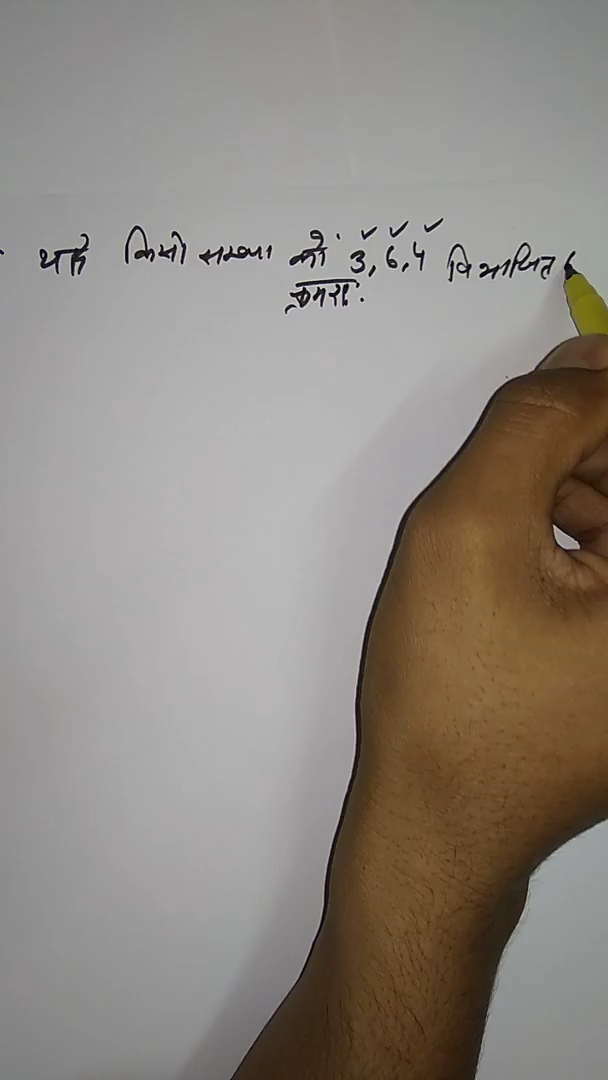 यदि किसी संख्या को 3, 6, 4 विभाजित
क्रमशः